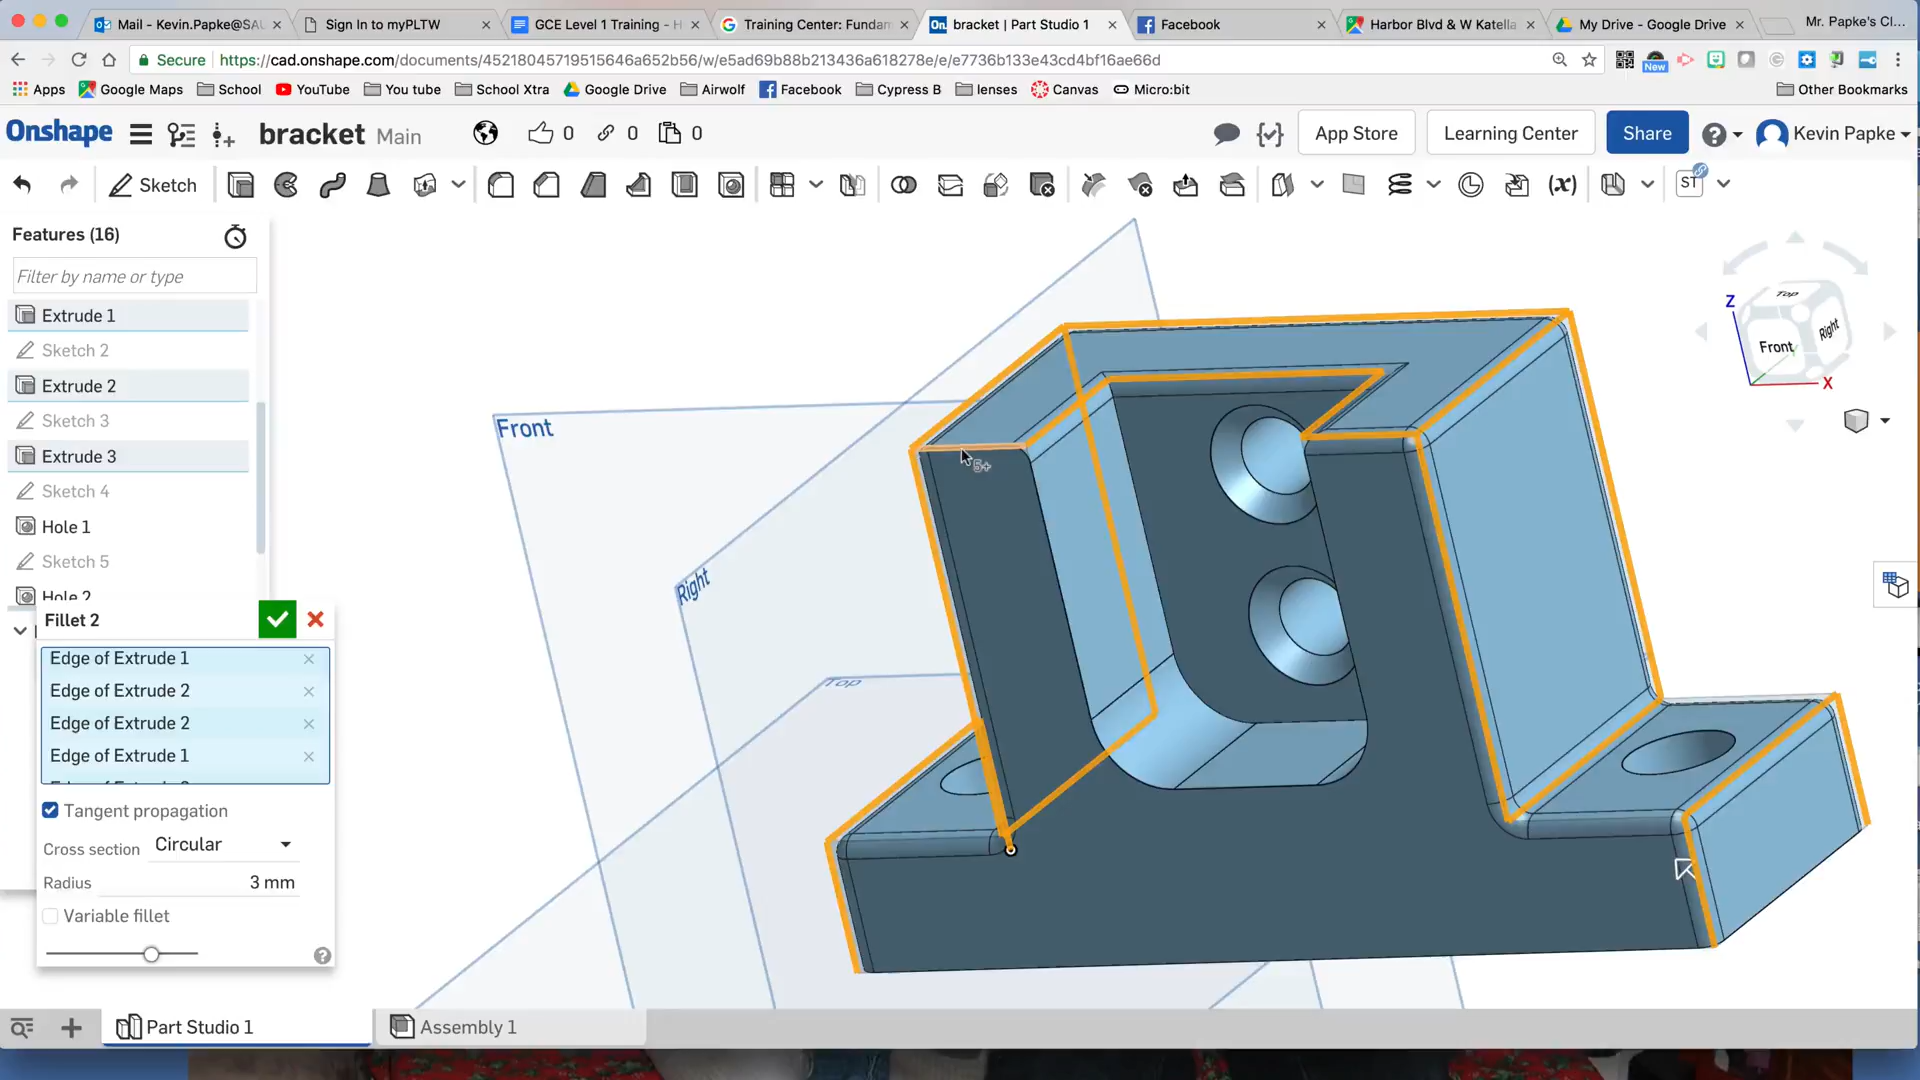 Mail - Kevin.Papke@SAU
Sign In to myPLTW
GCE Level 1 Training - H
Training Center: Fundam
On. bracket | Part Studio 1
Facebook
Harbor Blvd & W Katella
My Drive - Google Drive
Mr. Papke's Cl...
Secure https://cad.onshape.com/documents/45218045719515646a652b56/w/e5ad69b88b213436a618278e/e/e7736b133e43cd4bf16ae66d
New
Apps Google Maps School YouTube You tube School Xtra Google Drive Airwolf Facebook Cypress B lenses Canvas Micro:bit Other Bookmarks
Onshape bracket Main 0 0 0 App Store Learning Center Share Kevin Papke
Sketch
(x)
ST
Features (16)
Filter by name or type
Extrude 1
Sketch 2
Extrude 2
Sketch 3
Extrude 3
Sketch 4
Hole 1
Sketch 5
Hole 2
Fillet 2
Edge of Extrude 1
Edge of Extrude 2
Edge of Extrude 2
Edge of Extrude 1
Tangent propagation
Cross section Circular
Radius 3 mm
Variable fillet
Front
Right
Top
5+
Z
Top
Front
Right
X
Part Studio 1
Assembly 1